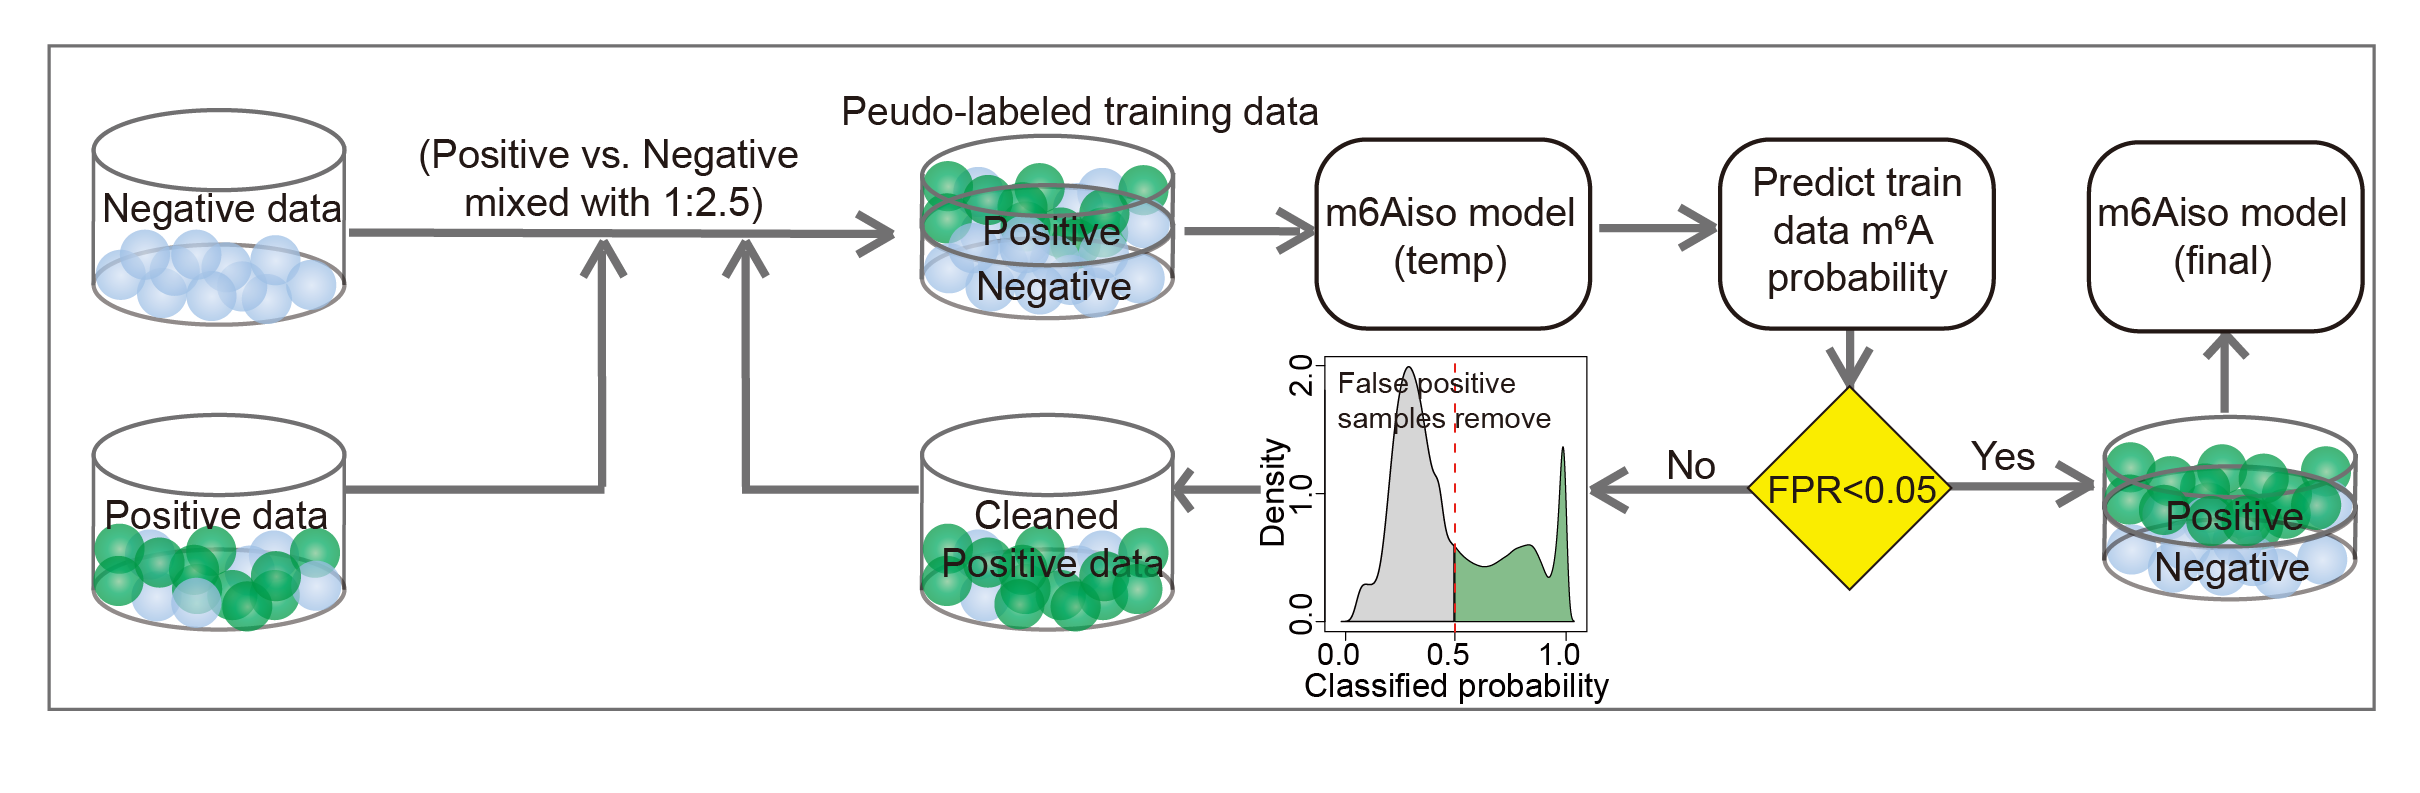 Peudo-labeled training data
(Positive vs. Negative
mixed with 1:2.5)
Negative data
Positive
Negative
m6Aiso model
(temp)
Predict train
data m⁶A
probability
m6Aiso model
(final)
Positive data
Cleaned
Positive data
False positive
samples remove
Density
2.0
1.0
0.0
0.0 0.5 1.0
Classified probability
No
FPR<0.05
Yes
Positive
Negative